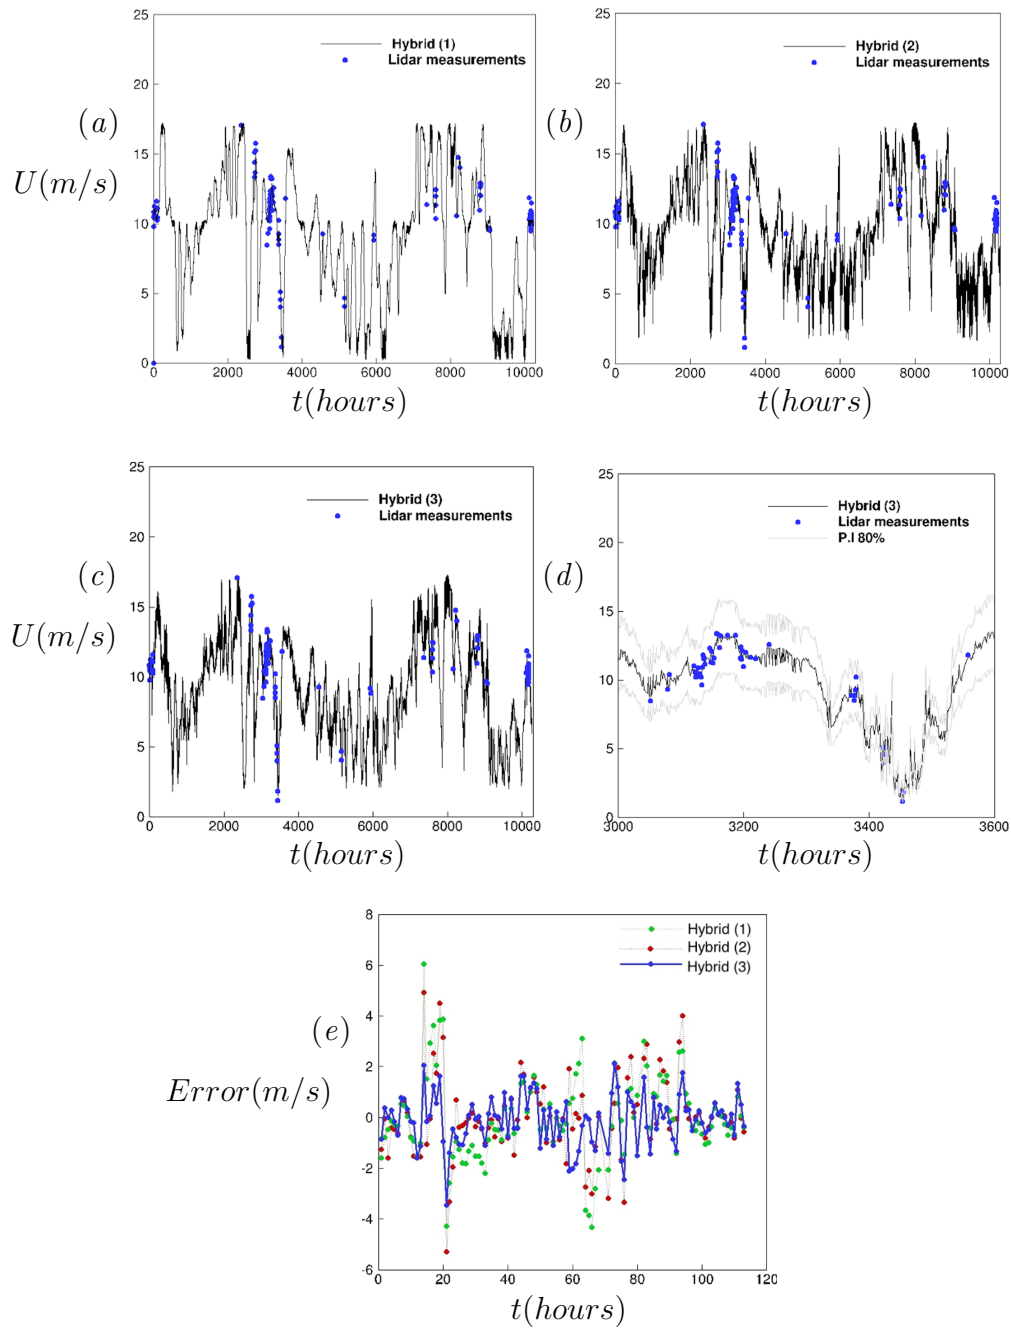 25
20
15
10
5
0
0 2000 4000 6000 8000 10000
Hybrid (1)
Lidar measurements
(a)
U(m/s)
t(hours)
25
20
15
10
5
0
0 2000 4000 6000 8000 10000
Hybrid (2)
Lidar measurements
(b)
t(hours)
25
20
15
10
5
0
0 2000 4000 6000 8000 10000
Hybrid (3)
Lidar measurements
(c)
U(m/s)
t(hours)
25
20
15
10
5
0
3000 3200 3400 3600
Hybrid (3)
Lidar measurements
P.I 80%
(d)
t(hours)
8
6
4
2
0
-2
-4
-6
0 20 40 60 80 100 120
Hybrid (1)
Hybrid (2)
Hybrid (3)
(e)
Error(m/s)
t(hours)